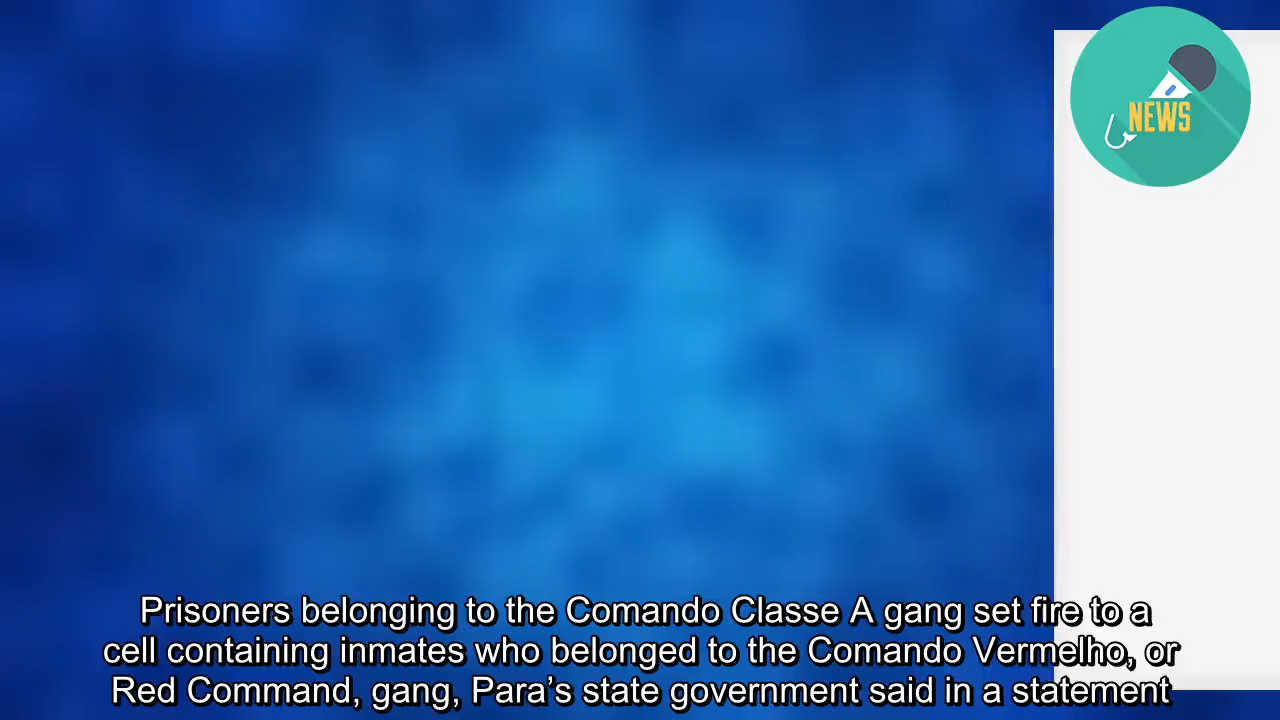 NEWS
Prisoners belonging to the Comando Classe A gang set fire to a
cell containing inmates who belonged to the Comando Vermelho, or
Red Command, gang, Para’s state government said in a statement